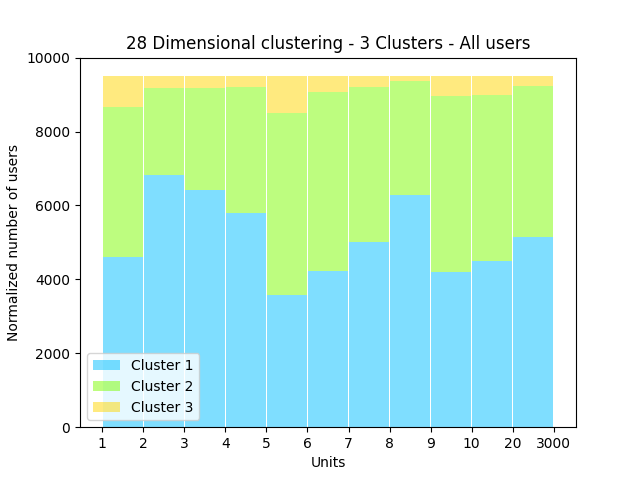 28 Dimensional clustering - 3 Clusters - All users
10000
8000
6000
4000
2000
0
Normalized number of users
Cluster 1
Cluster 2
Cluster 3
1 2 3 4 5 6 7 8 9 10 20 3000
Units